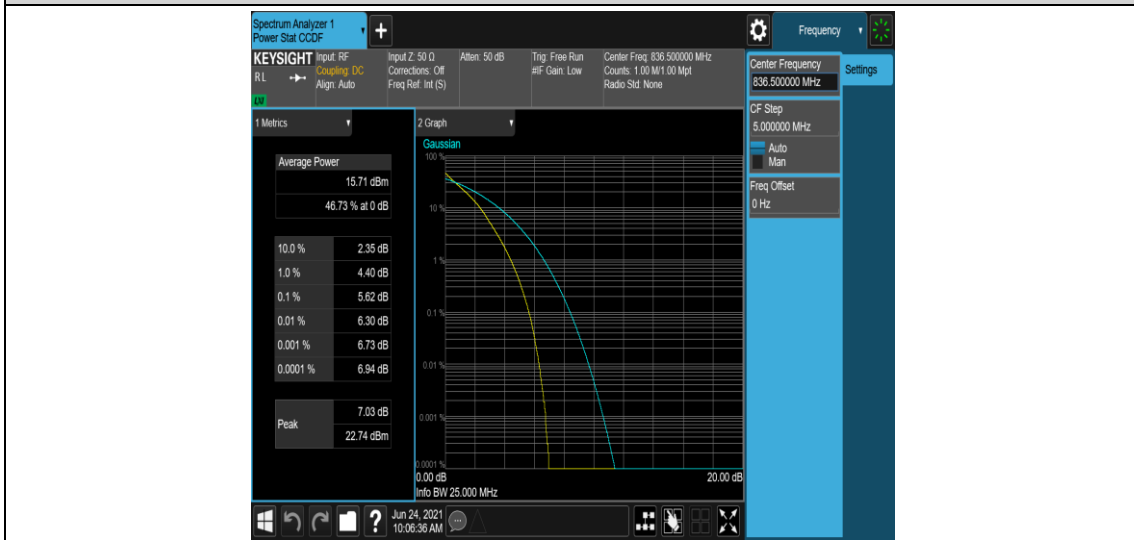 Spectrum Analyzer 1
Power Stat CCDF
+
Frequency
KEYSIGHT
RL
LXI
Input: RF
Coupling: DC
Align: Auto
Input Z: 50 Ω
Corrections: Off
Freq Ref: Int (S)
Atten: 50 dB
Trig: Free Run
#IF Gain: Low
Center Freq: 836.500000 MHz
Counts: 1.00 M/1.00 Mpt
Radio Std: None
Center Frequency
836.500000 MHz
Settings
CF Step
5.000000 MHz
Auto
Man
Freq Offset
0 Hz
1 Metrics
Average Power
15.71 dBm
46.73 % at 0 dB
10.0 % 2.35 dB
1.0 % 4.40 dB
0.1 % 5.62 dB
0.01 % 6.30 dB
0.001 % 6.73 dB
0.0001 % 6.94 dB
Peak
7.03 dB
22.74 dBm
2 Graph
Gaussian
100 %
10 %
1 %
0.1 %
0.01 %
0.001 %
0.0001 %
0.00 dB 20.00 dB
Info BW 25.000 MHz
?
Jun 24, 2021
10:06:36 AM